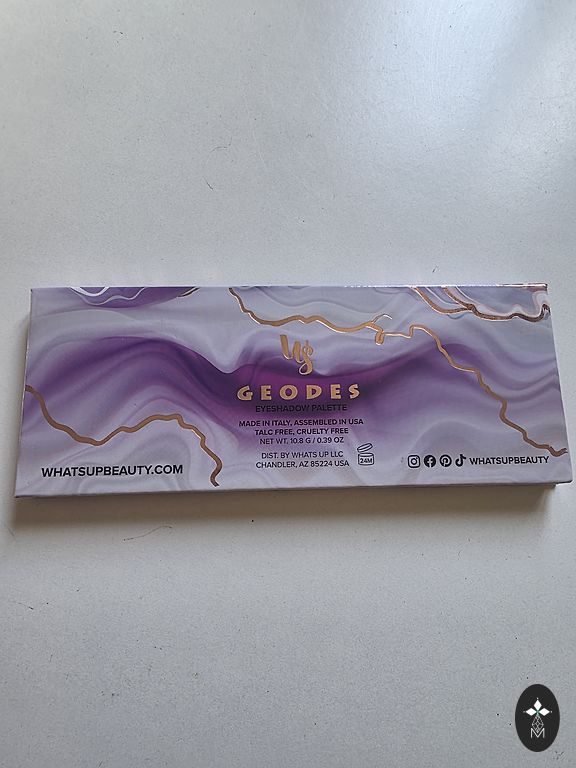 GEODES
EYESHADOW PALETTE
MADE IN ITALY, ASSEMBLED IN USA
TALC FREE, CRUELTY FREE
NET WT. 10.8 G / 0.39 OZ
DIST. BY WHATS UP LLC
CHANDLER, AZ 85224 USA
24M
WHATSUPBEAUTY.COM
WHATSUPBEAUTY
M